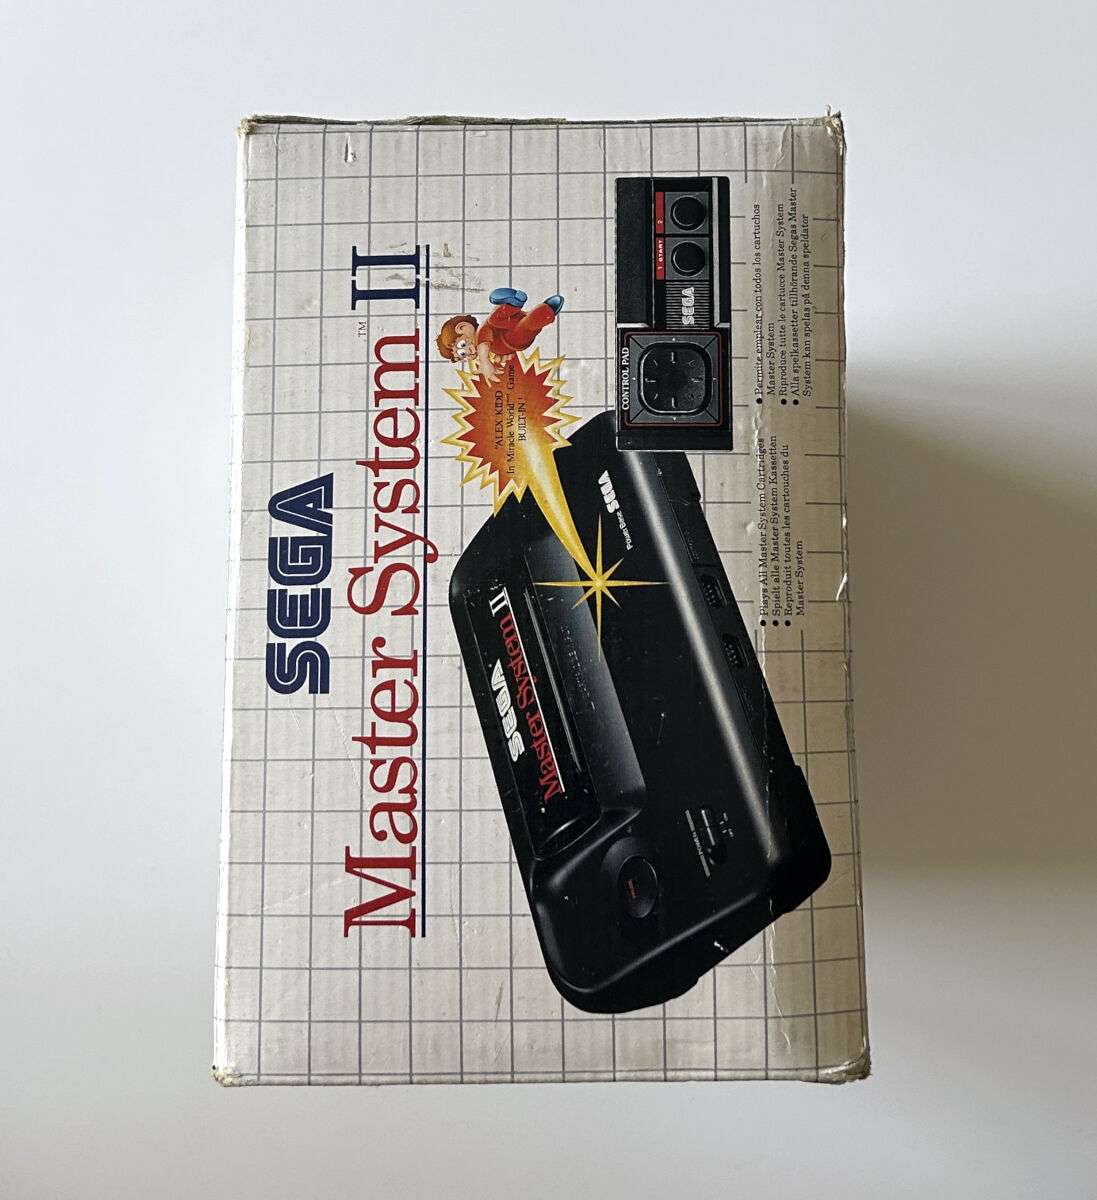 SEGA
Master System II
TM
"ALEX KIDD
In Miracle World™" Game
BUILT-IN!
SEGA
Master System II
Power Base
SEGA
CONTROL PAD
SEGA
1 START
2
• Plays All Master System Cartridges
• Spielt alle Master System Kassetten
• Reproduit toutes les cartouches du
Master System
• Permite emplear con todos los cartuchos
Master System
• Riproduce tutte le cartucce Master System
• Alla spelkassetter tillhörande Segas Master
System kan spelas på denna speldator